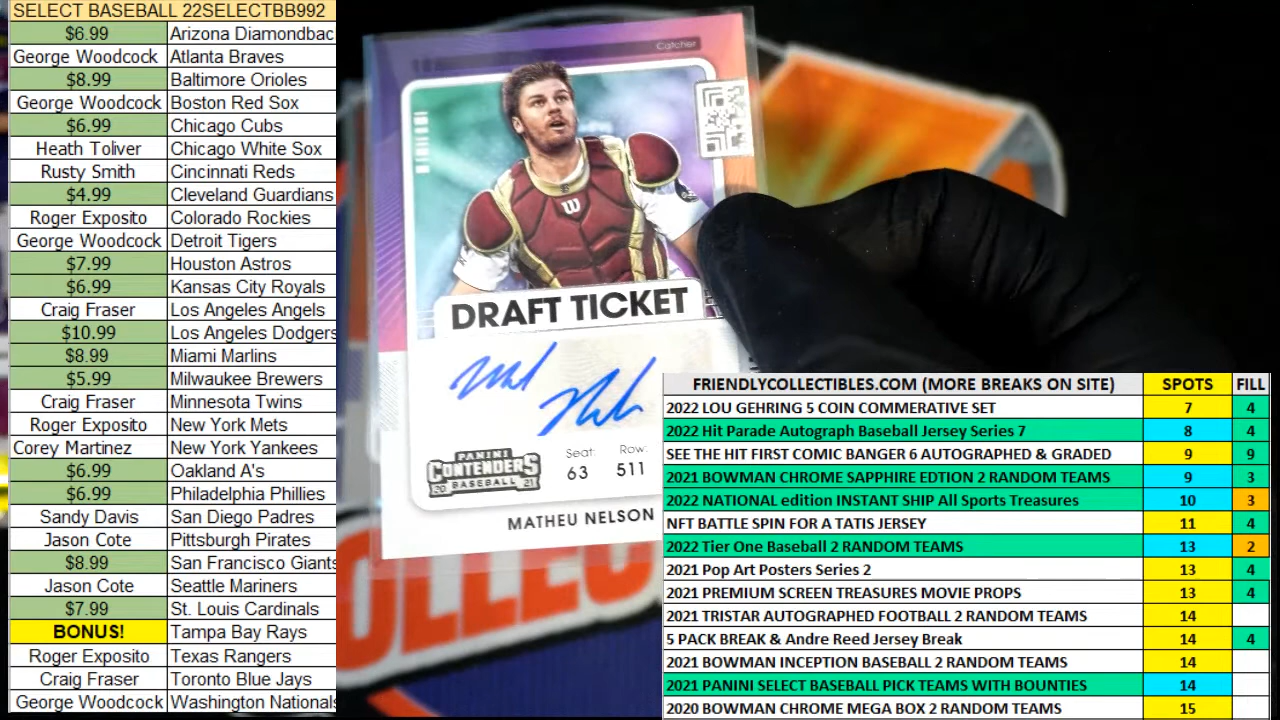 SELECT BASEBALL 22SELECTBB992
$6.99 Arizona Diamondbac
George Woodcock Atlanta Braves
$8.99 Baltimore Orioles
George Woodcock Boston Red Sox
$6.99 Chicago Cubs
Heath Toliver Chicago White Sox
Rusty Smith Cincinnati Reds
$4.99 Cleveland Guardians
Roger Exposito Colorado Rockies
George Woodcock Detroit Tigers
$7.99 Houston Astros
$6.99 Kansas City Royals
Craig Fraser Los Angeles Angels
$10.99 Los Angeles Dodgers
$8.99 Miami Marlins
$5.99 Milwaukee Brewers
Craig Fraser Minnesota Twins
Roger Exposito New York Mets
Corey Martinez New York Yankees
$6.99 Oakland A's
$6.99 Philadelphia Phillies
Sandy Davis San Diego Padres
Jason Cote Pittsburgh Pirates
$8.99 San Francisco Giants
Jason Cote Seattle Mariners
$7.99 St. Louis Cardinals
BONUS! Tampa Bay Rays
Roger Exposito Texas Rangers
Craig Fraser Toronto Blue Jays
George Woodcock Washington Nationals
Catcher
W
DRAFT TICKET
PANINI
CONTENDERS
20 BASEBALL 21
Seat: Row:
63 511
MATHEU NELSON
COLLEC
FRIENDLYCOLLECTIBLES.COM (MORE BREAKS ON SITE) SPOTS FILL
2022 LOU GEHRING 5 COIN COMMERATIVE SET 7 4
2022 Hit Parade Autograph Baseball Jersey Series 7 8 4
SEE THE HIT FIRST COMIC BANGER 6 AUTOGRAPHED & GRADED 9 9
2021 BOWMAN CHROME SAPPHIRE EDTION 2 RANDOM TEAMS 9 3
2022 NATIONAL edition INSTANT SHIP All Sports Treasures 10 3
NFT BATTLE SPIN FOR A TATIS JERSEY 11 4
2022 Tier One Baseball 2 RANDOM TEAMS 13 2
2021 Pop Art Posters Series 2 13 4
2021 PREMIUM SCREEN TREASURES MOVIE PROPS 13 4
2021 TRISTAR AUTOGRAPHED FOOTBALL 2 RANDOM TEAMS 14
5 PACK BREAK & Andre Reed Jersey Break 14 4
2021 BOWMAN INCEPTION BASEBALL 2 RANDOM TEAMS 14
2021 PANINI SELECT BASEBALL PICK TEAMS WITH BOUNTIES 14
2020 BOWMAN CHROME MEGA BOX 2 RANDOM TEAMS 15